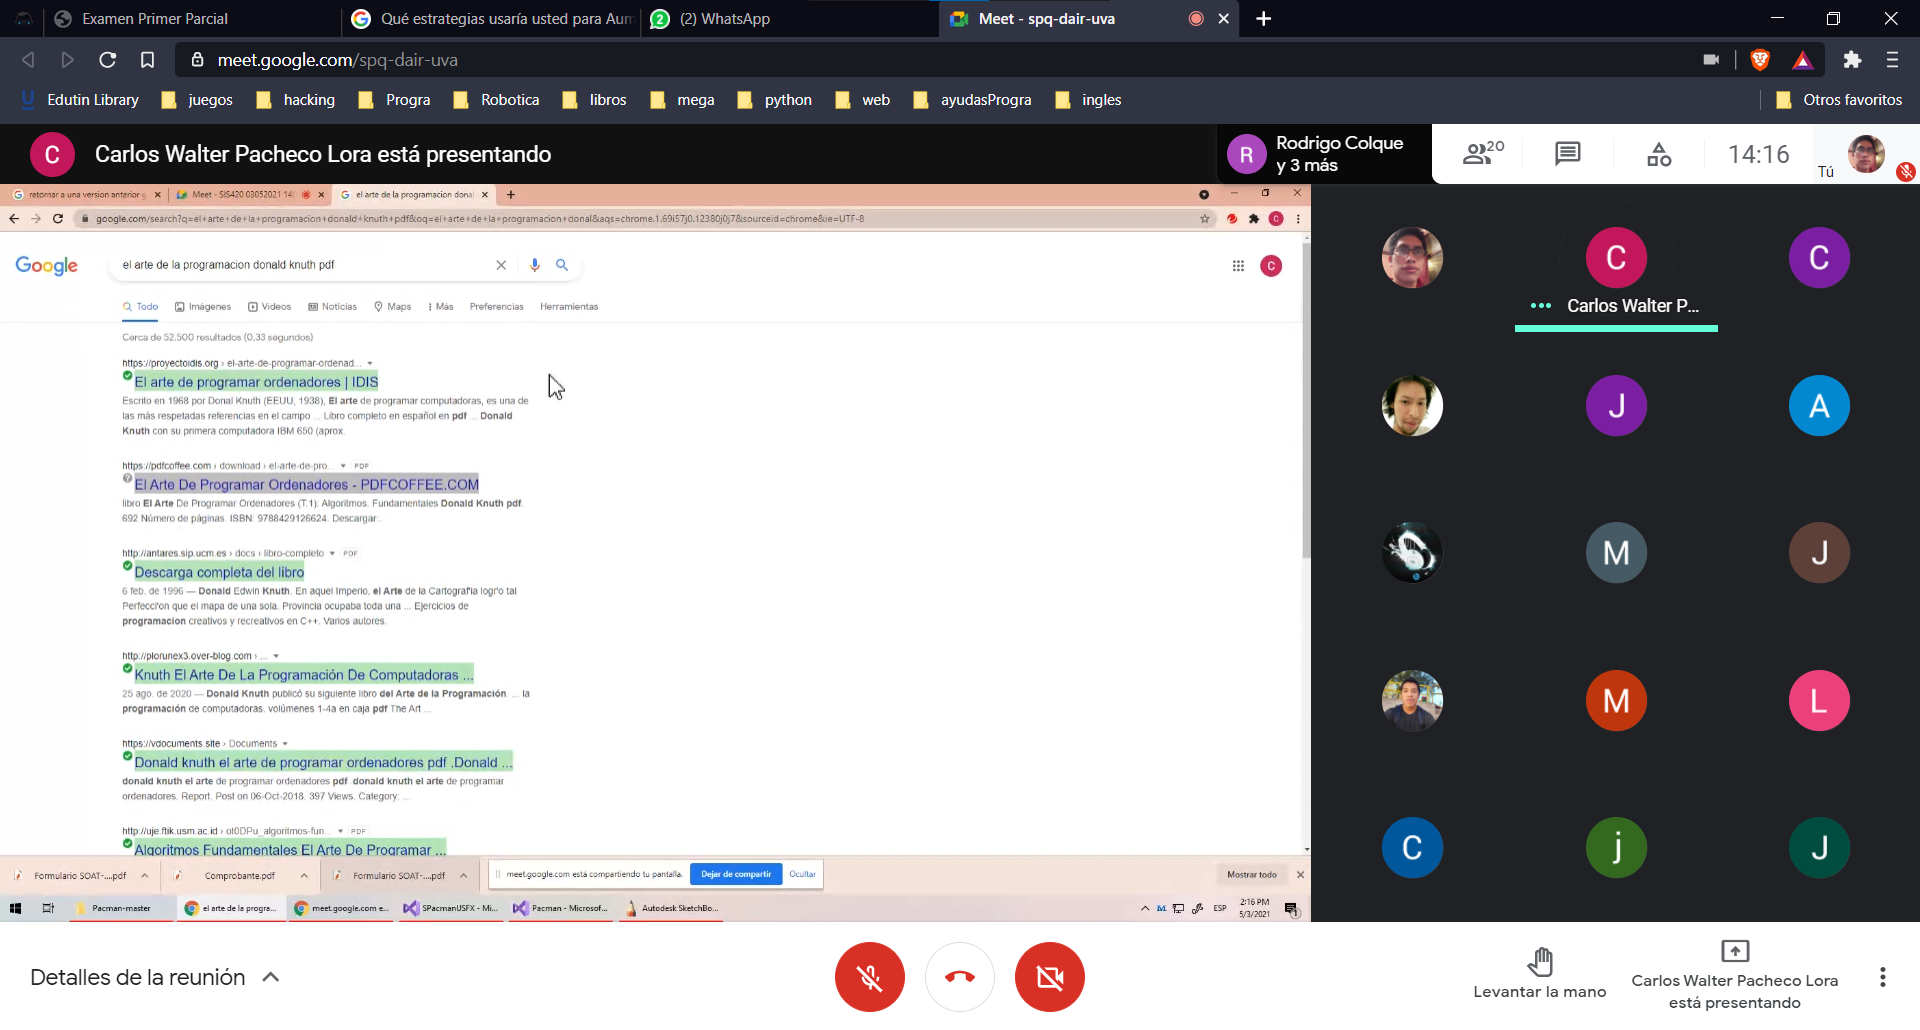 Examen Primer Parcial
Qué estrategias usaría usted para Aum
(2) WhatsApp
Meet - spq-dair-uva
meet.google.com/spq-dair-uva
Edutin Library
juegos
hacking
Progra
Robotica
libros
mega
python
web
ayudasProgra
ingles
Otros favoritos
C
Carlos Walter Pacheco Lora está presentando
R
Rodrigo Colque
y 3 más
20
14:16
Tú
retornar a una version anterior g
Meet - SIS420 03052021 14
el arte de la programacion donal
google.com/search?q=el+arte+de+la+programacion+donald+knuth+pdf&oq=el+arte+de+la+programacion+donal&aqs=chrome.1.69i57j0.12380j0j7&sourceid=chrome&ie=UTF-8
C
Google
el arte de la programacion donald knuth pdf
C
Todo
Imágenes
Videos
Noticias
Maps
Más
Preferencias
Herramientas
Cerca de 52.500 resultados (0,33 segundos)
https://proyectoidis.org › el-arte-de-programar-ordenad...
El arte de programar ordenadores | IDIS
Escrito en 1968 por Donal Knuth (EEUU, 1938), El arte de programar computadoras, es una de
las más respetadas referencias en el campo ... Libro completo en español en pdf ... Donald
Knuth con su primera computadora IBM 650 (aprox.
https://pdfcoffee.com › download › el-arte-de-pro... PDF
El Arte De Programar Ordenadores - PDFCOFFEE.COM
libro El Arte De Programar Ordenadores (T.1): Algoritmos. Fundamentales Donald Knuth pdf.
692 Número de páginas. ISBN: 9788429126624. Descargar..
http://antares.sip.ucm.es › docs › libro-completo PDF
Descarga completa del libro
6 feb. de 1996 — Donald Edwin Knuth. En aquel Imperio, el Arte de la Cartograf'ia logr'o tal
Perfecci'on que el mapa de una sola. Provincia ocupaba toda una ... Ejercicios de
programacion creativos y recreativos en C++. Varios autores.
http://plorunex3.over-blog.com › ...
Knuth El Arte De La Programación De Computadoras ...
25 ago. de 2020 — Donald Knuth publicó su siguiente libro del Arte de la Programación. ... la
programación de computadoras. volúmenes 1-4a en caja pdf The Art ...
https://vdocuments.site › Documents
Donald knuth el arte de programar ordenadores pdf .Donald ...
donald knuth el arte de programar ordenadores pdf .donald knuth el arte de programar
ordenadores. Report. Post on 06-Oct-2018. 397 Views. Category: ...
http://uje.ftik.usm.ac.id › ot0DPu_algoritmos-fun... PDF
Algoritmos Fundamentales El Arte De Programar ...
Formulario SOAT-....pdf
Comprobante.pdf
Formulario SOAT-....pdf
meet.google.com está compartiendo tu pantalla.
Dejar de compartir
Ocultar
Mostrar todo
Pacman-master
el arte de la progra...
meet.google.com e...
SPacmanUSFX - Mi...
Pacman - Microsof...
Autodesk SketchBo...
ESP
2:16 PM
5/3/2021
1
C
C
Carlos Walter P...
J
A
M
J
M
L
C
j
J
Detalles de la reunión
Levantar la mano
Carlos Walter Pacheco Lora
está presentando